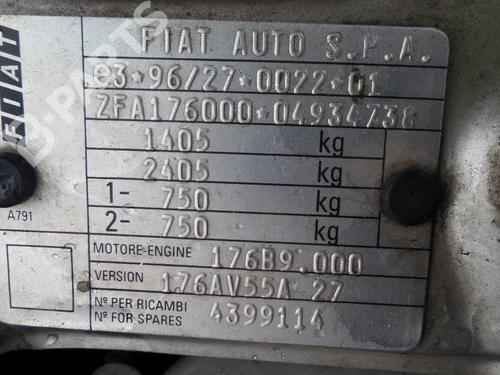 FIAT
FIAT AUTO S.P.A.
e3*96/27*0022*01
ZFA176000*04934738
1405 kg
2405 kg
1- 750 kg
2- 750 kg
A791
MOTORE-ENGINE 176B9.000
VERSION 176AV55A 27
Nº PER RICAMBI
Nº FOR SPARES 4399114
B-PARTS